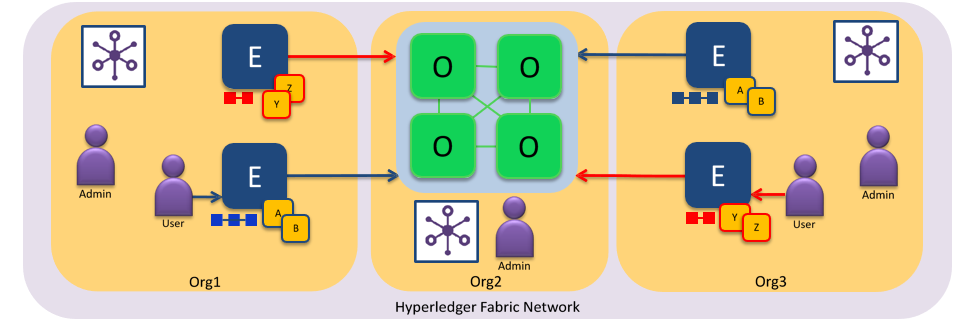 E
Z
Y
Admin
User
E
A
B
Org1
O
O
O
O
Admin
Org2
E
A
B
E
Y
Z
User
Admin
Org3
Hyperledger Fabric Network